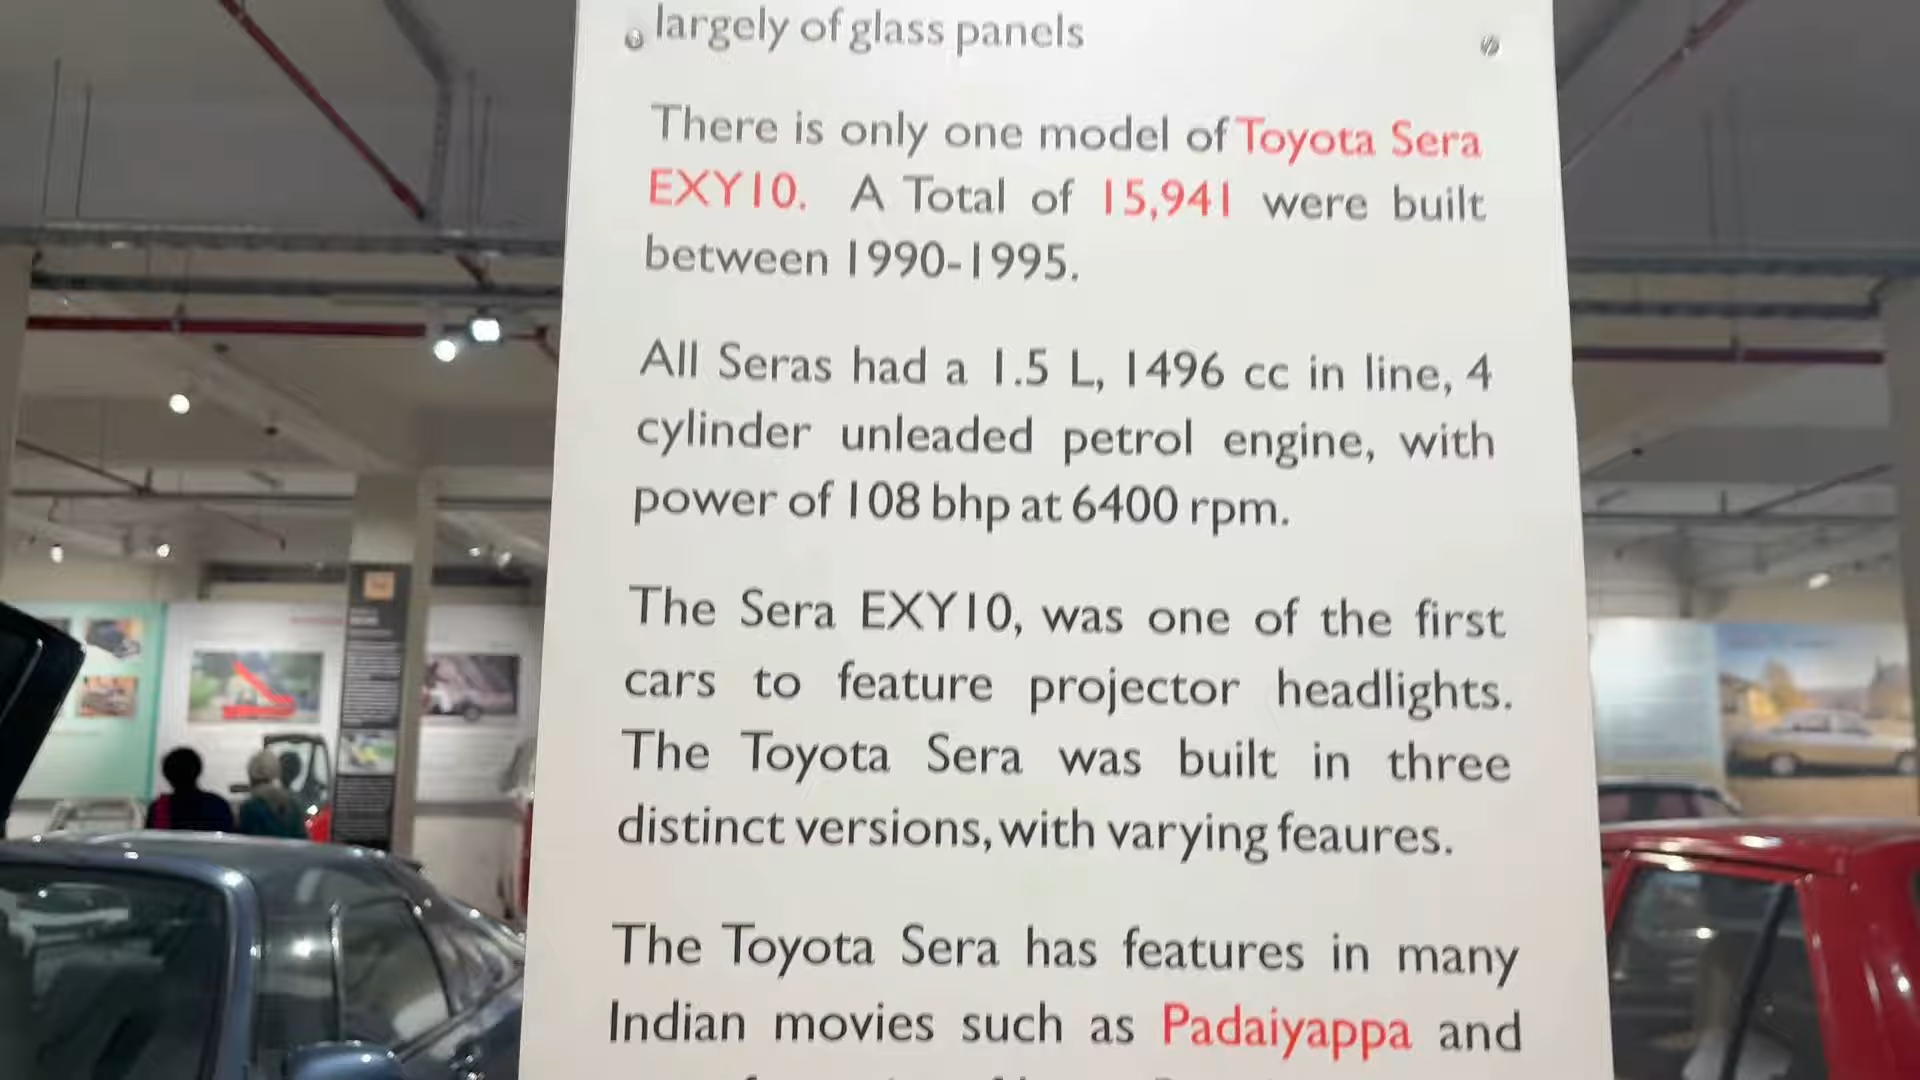 largely of glass panels
There is only one model of Toyota Sera
EXY10. A Total of 15,941 were built
between 1990-1995.
All Seras had a 1.5 L, 1496 cc in line, 4
cylinder unleaded petrol engine, with
power of 108 bhp at 6400 rpm.
The Sera EXY10, was one of the first
cars to feature projector headlights.
The Toyota Sera was built in three
distinct versions, with varying feaures.
The Toyota Sera has features in many
Indian movies such as Padaiyappa and